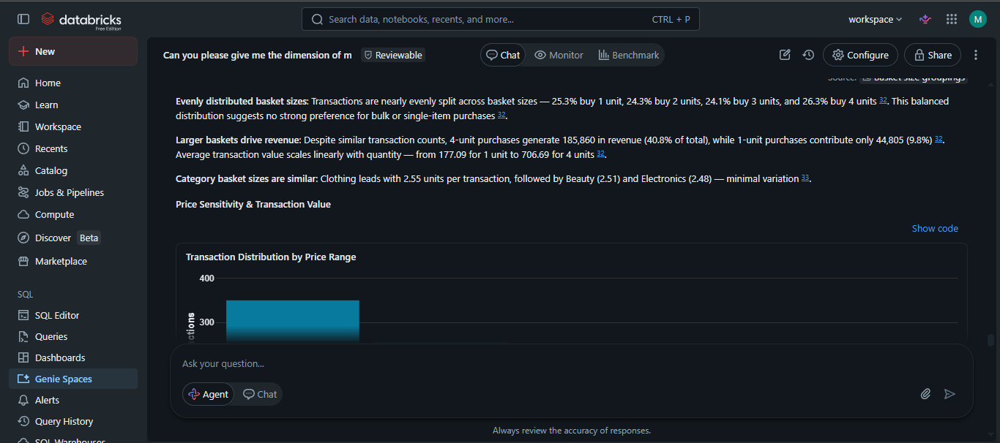 databricks
Free Edition
Search data, notebooks, recents, and more...
CTRL + P
workspace
M
New
Home
Learn
Workspace
Recents
Catalog
Jobs & Pipelines
Compute
Discover Beta
Marketplace
SQL
SQL Editor
Queries
Dashboards
Genie Spaces
Alerts
Query History
SQL Warehouses
Can you please give me the dimension of m
Reviewable
Chat
Monitor
Benchmark
Configure
Share
Source: Basket size groupings
Evenly distributed basket sizes: Transactions are nearly evenly split across basket sizes — 25.3% buy 1 unit, 24.3% buy 2 units, 24.1% buy 3 units, and 26.3% buy 4 units 32. This balanced
distribution suggests no strong preference for bulk or single-item purchases 32.
Larger baskets drive revenue: Despite similar transaction counts, 4-unit purchases generate 185,860 in revenue (40.8% of total), while 1-unit purchases contribute only 44,805 (9.8%) 32.
Average transaction value scales linearly with quantity — from 177.09 for 1 unit to 706.69 for 4 units 32.
Category basket sizes are similar: Clothing leads with 2.55 units per transaction, followed by Beauty (2.51) and Electronics (2.48) — minimal variation 33.
Price Sensitivity & Transaction Value
Show code
Transaction Distribution by Price Range
400
300
ctions
Ask your question...
Agent
Chat
Always review the accuracy of responses.